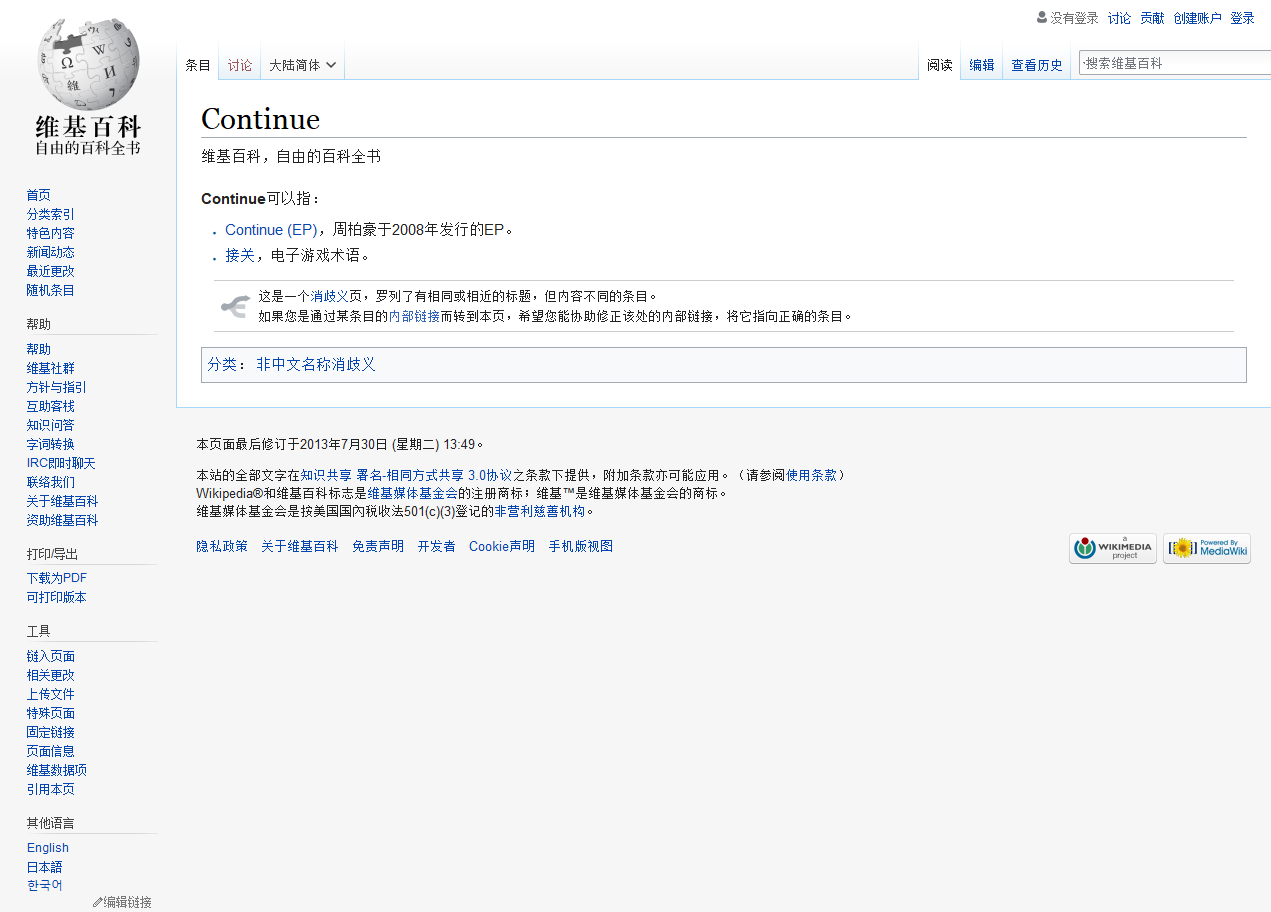 没有登录 讨论 贡献 创建账户 登录
条目 讨论 大陆简体 阅读 编辑 查看历史 搜索维基百科
Ω W И 維
维基百科
自由的百科全书
首页
分类索引
特色内容
新闻动态
最近更改
随机条目
帮助
帮助
维基社群
方针与指引
互助客栈
知识问答
字词转换
IRC即时聊天
联络我们
关于维基百科
资助维基百科
打印/导出
下载为PDF
可打印版本
工具
链入页面
相关更改
上传文件
特殊页面
固定链接
页面信息
维基数据项
引用本页
其他语言
English
日本語
한국어
编辑链接
Continue
维基百科，自由的百科全书
Continue可以指：
Continue (EP)，周柏豪于2008年发行的EP。
接关，电子游戏术语。
这是一个消歧义页，罗列了有相同或相近的标题，但内容不同的条目。
如果您是通过某条目的内部链接而转到本页，希望您能协助修正该处的内部链接，将它指向正确的条目。
分类： 非中文名称消歧义
本页面最后修订于2013年7月30日 (星期二) 13:49。
本站的全部文字在知识共享 署名-相同方式共享 3.0协议之条款下提供，附加条款亦可能应用。（请参阅使用条款）
Wikipedia®和维基百科标志是维基媒体基金会的注册商标；维基™是维基媒体基金会的商标。
维基媒体基金会是按美国国內税收法501(c)(3)登记的非营利慈善机构。
隐私政策 关于维基百科 免责声明 开发者 Cookie声明 手机版视图
a
WIKIMEDIA
project
Powered By
MediaWiki